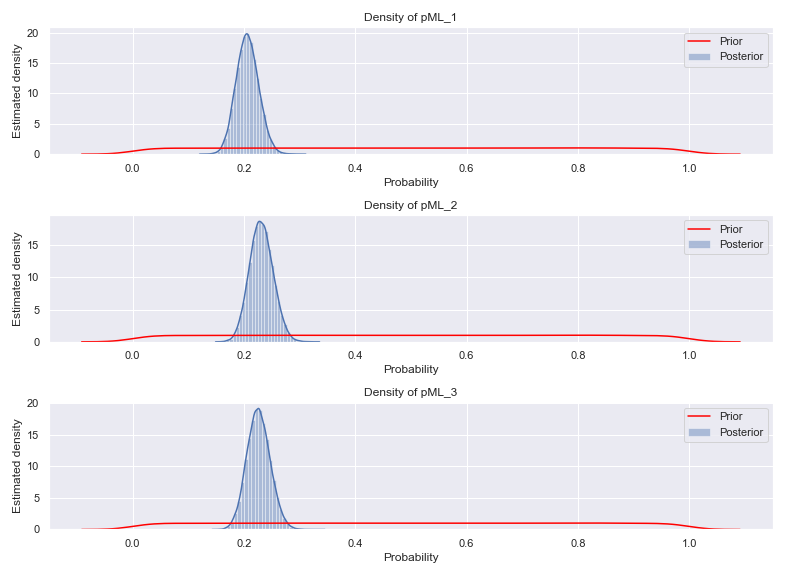 Density of pML_1
Estimated density
20
15
10
5
0
0.0 0.2 0.4 0.6 0.8 1.0
Probability
Prior
Posterior
Density of pML_2
Estimated density
15
10
5
0
0.0 0.2 0.4 0.6 0.8 1.0
Probability
Prior
Posterior
Density of pML_3
Estimated density
20
15
10
5
0
0.0 0.2 0.4 0.6 0.8 1.0
Probability
Prior
Posterior